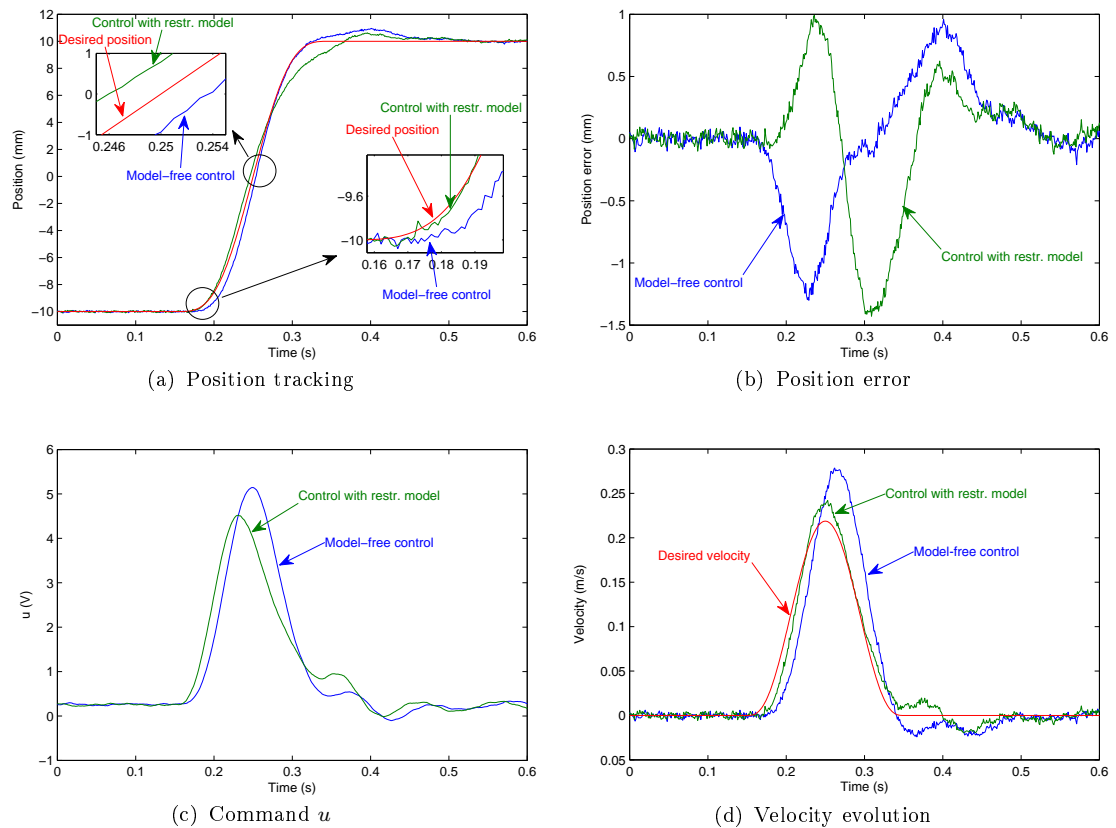 Control with restr. model
Desired position
1
0
−1
0.246
0.25
0.254
Model−free control
Control with restr. model
Desired position
−9.6
−10
0.16
0.17
0.18
0.19
Model−free control
12
10
8
6
4
2
0
−2
−4
−6
−8
−10
Position (mm)
0
0.1
0.2
0.3
0.4
0.5
0.6
Time (s)
(a) Position tracking
1
0.5
0
−0.5
−1
−1.5
Position error (mm)
Model−free control
Control with restr. model
0
0.1
0.2
0.3
0.4
0.5
0.6
Time (s)
(b) Position error
6
5
4
3
2
1
0
−1
u (V)
Control with restr. model
Model−free control
0
0.1
0.2
0.3
0.4
0.5
0.6
Time (s)
(c) Command u
0.3
0.25
0.2
0.15
0.1
0.05
0
0.05
Velocity (m/s)
Control with restr. model
Desired velocity
Model−free control
0
0.1
0.2
0.3
0.4
0.5
0.6
Time (s)
(d) Velocity evolution